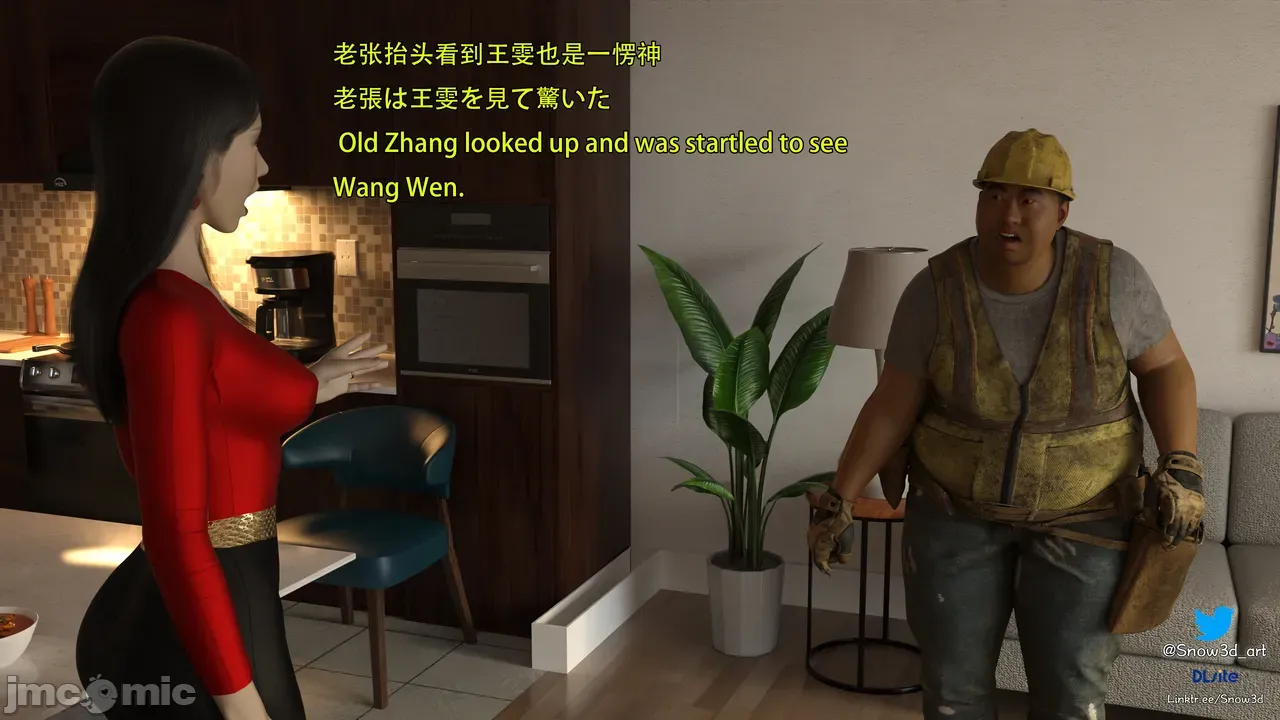 老张抬头看到王雯也是一愣神
老張は王雯を見て驚いた
Old Zhang looked up and was startled to see
Wang Wen.
@Snow3d_art
DLsite
Linktr.ee/Snow3d
jmcomic